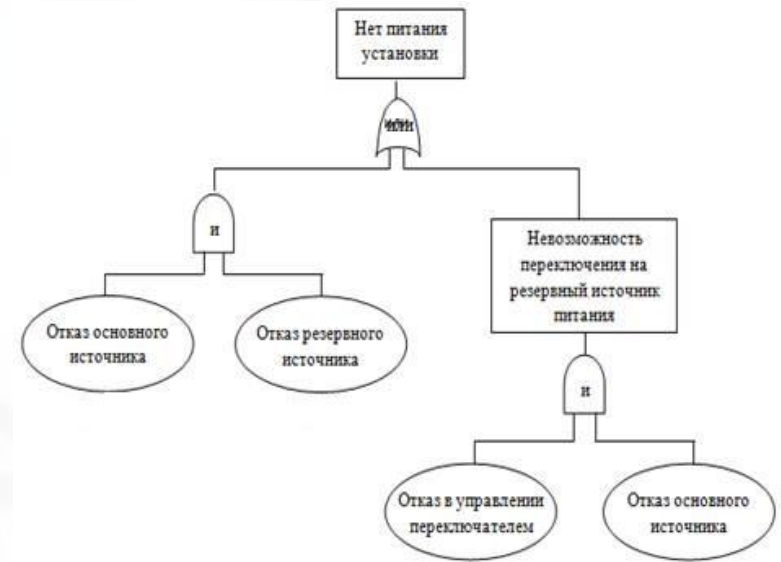 Нет питания
установки
или
и
Отказ основного
источника
Отказ резервного
источника
Невозможность
переключения на
резервный источник
питания
и
Отказ в управлении
переключателем
Отказ основного
источника